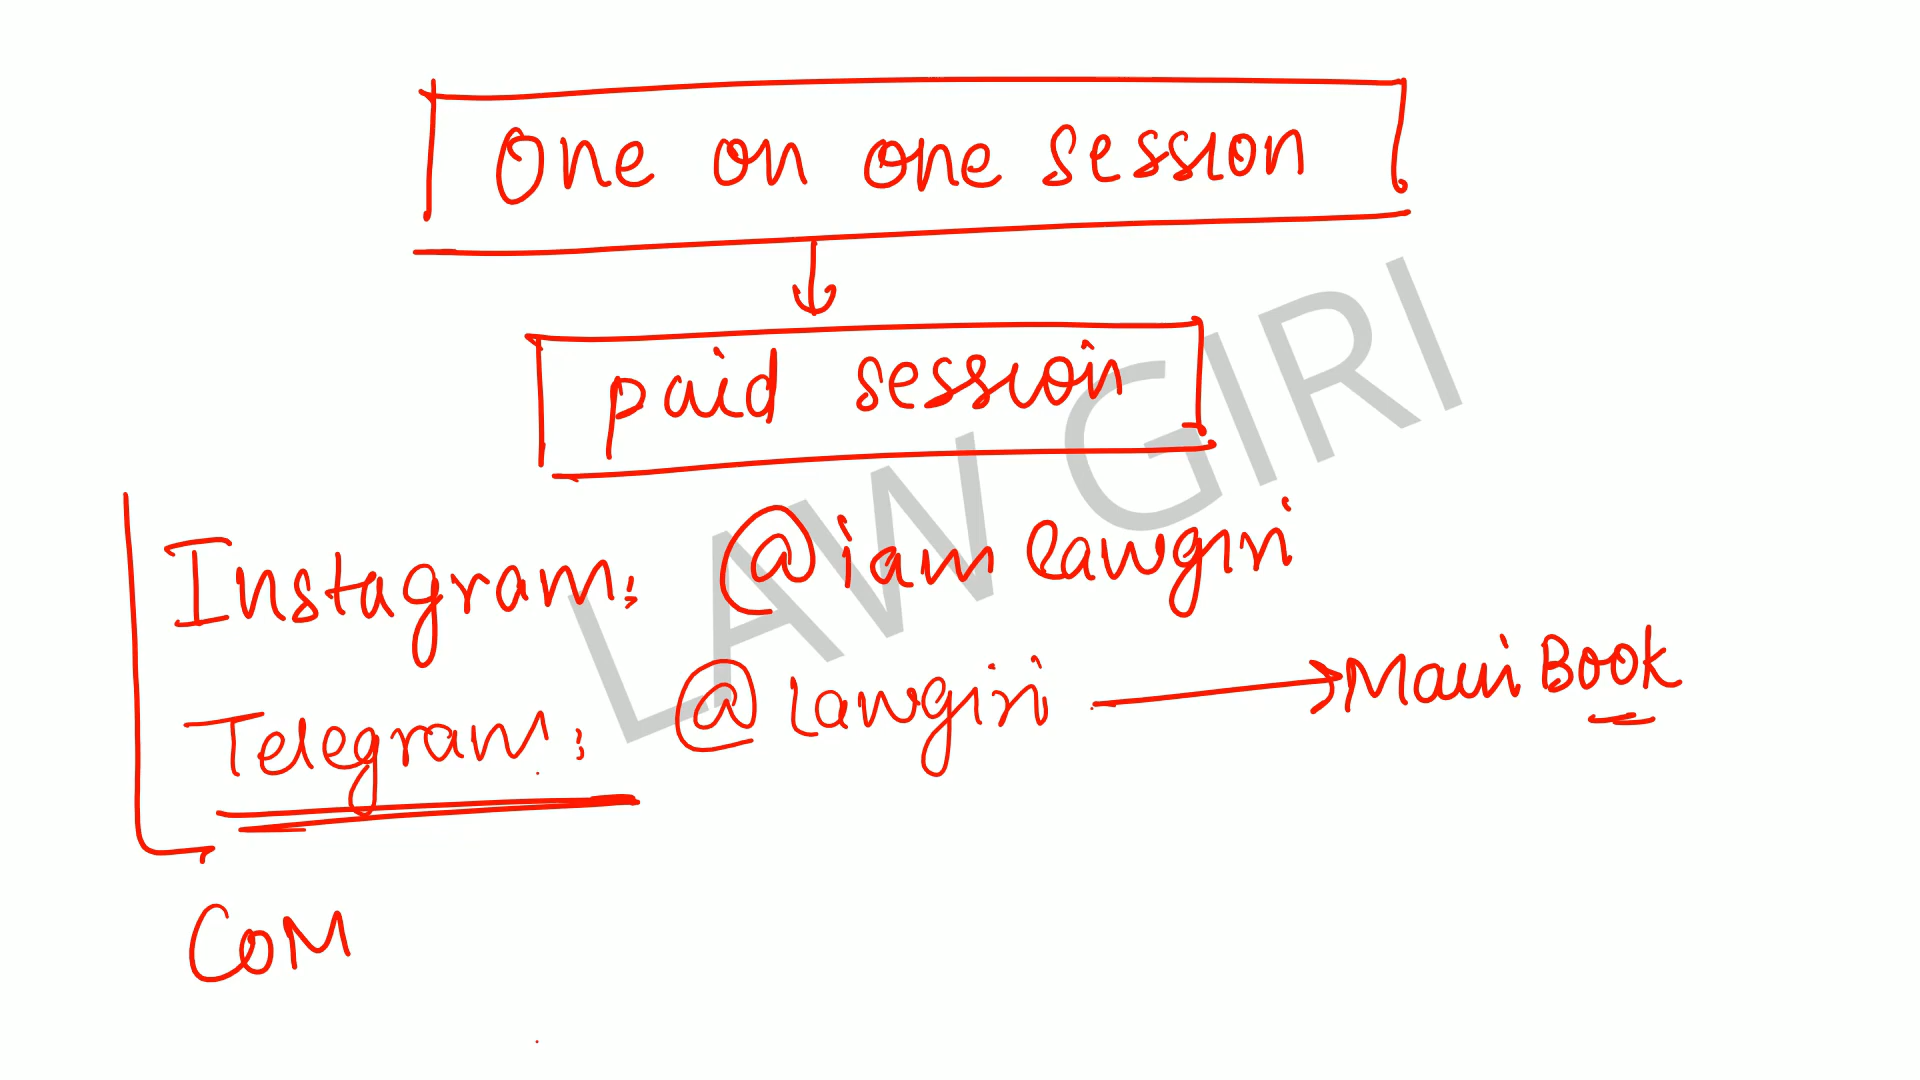 One on one session
paid session
LAW GIRI
Instagram: @iam lawgiri
Telegram: @lawgiri → Main Book
COM